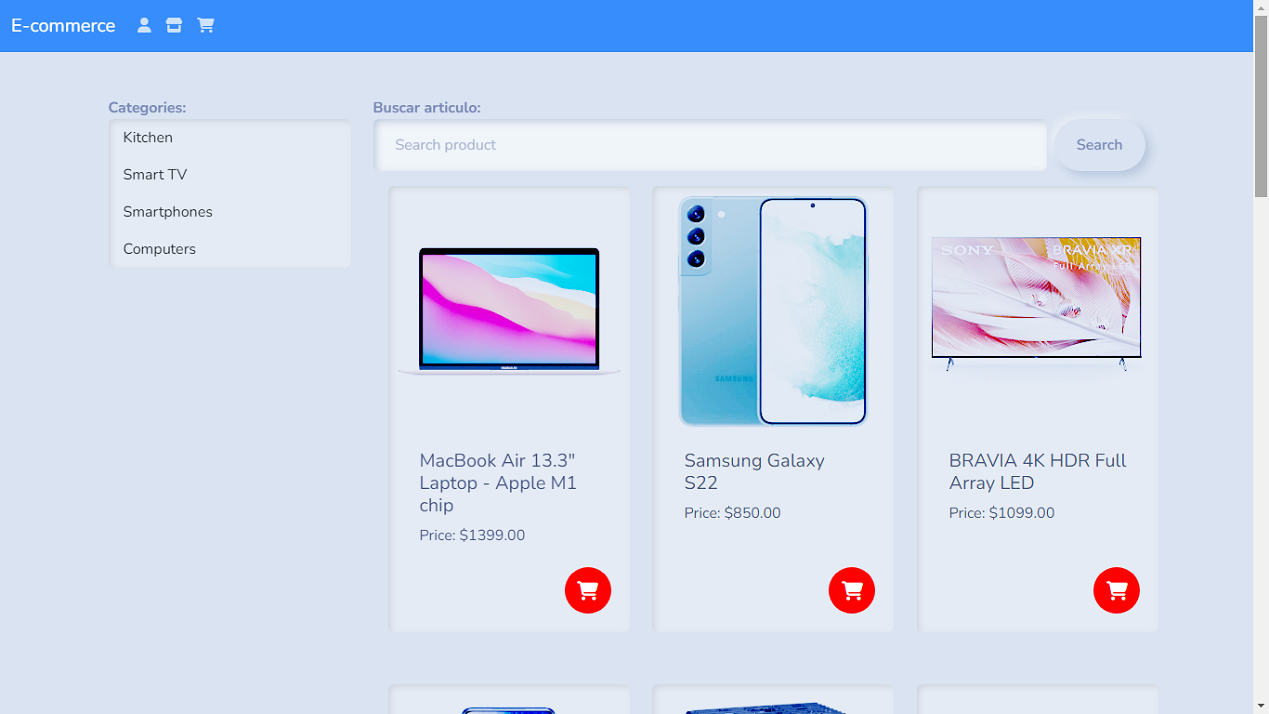 E-commerce
Categories:
Kitchen
Smart TV
Smartphones
Computers
Buscar articulo:
Search product
Search
MacBook Air 13.3"
Laptop - Apple M1
chip
Price: $1399.00
SAMSUNG
Samsung Galaxy
S22
Price: $850.00
SONY
BRAVIA XR
Full Array LED
BRAVIA 4K HDR Full
Array LED
Price: $1099.00